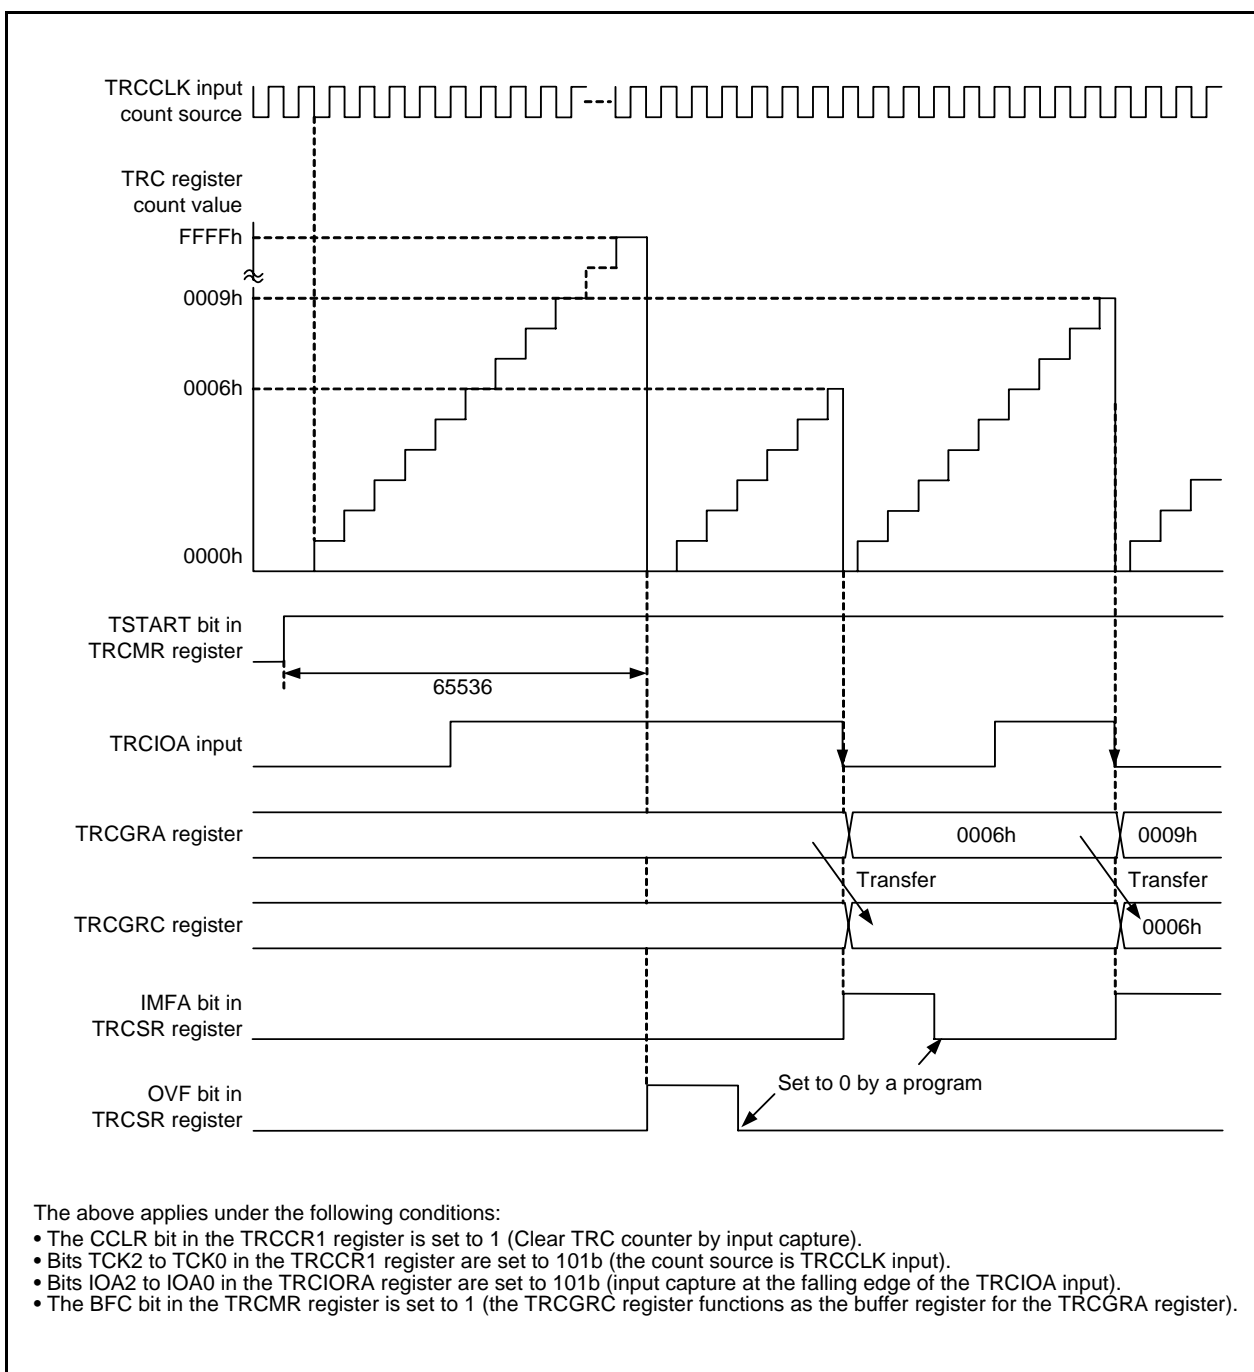 TRCCLK input
count source
TRC register
count value
FFFFh
0009h
0006h
0000h
TSTART bit in
TRCMR register
65536
TRCIOA input
TRCGRA register
0006h
0009h
Transfer
Transfer
TRCGRC register
0006h
IMFA bit in
TRCSR register
Set to 0 by a program
OVF bit in
TRCSR register
The above applies under the following conditions:
• The CCLR bit in the TRCCR1 register is set to 1 (Clear TRC counter by input capture).
• Bits TCK2 to TCK0 in the TRCCR1 register are set to 101b (the count source is TRCCLK input).
• Bits IOA2 to IOA0 in the TRCIORA register are set to 101b (input capture at the falling edge of the TRCIOA input).
• The BFC bit in the TRCMR register is set to 1 (the TRCGRC register functions as the buffer register for the TRCGRA register).